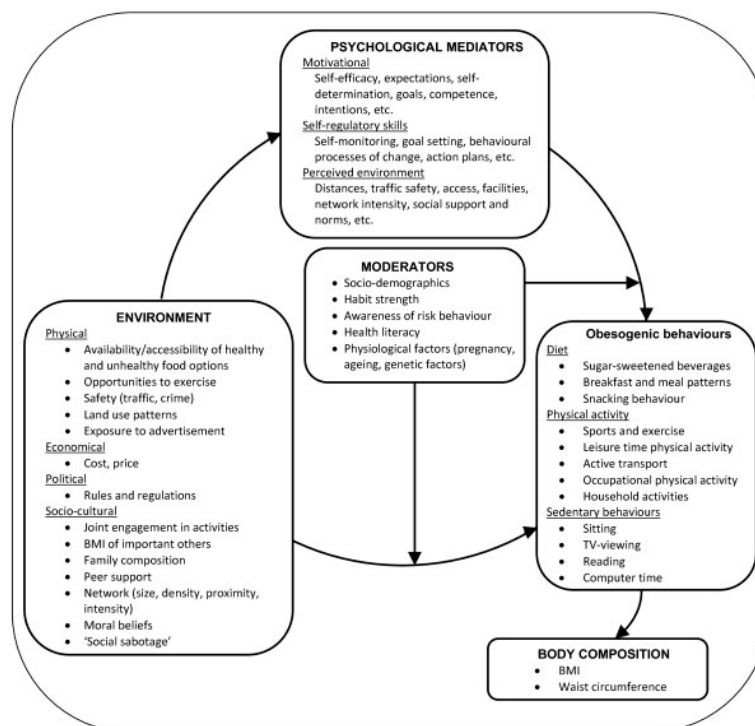 PSYCHOLOGICAL MEDIATORS
Motivational
Self-efficacy, expectations, self-
determination, goals, competence,
intentions, etc.
Self-regulatory skills
Self-monitoring, goal setting, behavioural
processes of change, action plans, etc.
Perceived environment
Distances, traffic safety, access, facilities,
network intensity, social support and
norms, etc.
MODERATORS
• Socio-demographics
• Habit strength
• Awareness of risk behaviour
• Health literacy
• Physiological factors (pregnancy,
ageing, genetic factors)
ENVIRONMENT
Physical
• Availability/accessibility of healthy
and unhealthy food options
• Opportunities to exercise
• Safety (traffic, crime)
• Land use patterns
• Exposure to advertisement
Economical
• Cost, price
Political
• Rules and regulations
Socio-cultural
• Joint engagement in activities
• BMI of important others
• Family composition
• Peer support
• Network (size, density, proximity,
intensity)
• Moral beliefs
• ‘Social sabotage’
Obesogenic behaviours
Diet
• Sugar-sweetened beverages
• Breakfast and meal patterns
• Snacking behaviour
Physical activity
• Sports and exercise
• Leisure time physical activity
• Active transport
• Occupational physical activity
• Household activities
Sedentary behaviours
• Sitting
• TV-viewing
• Reading
• Computer time
BODY COMPOSITION
• BMI
• Waist circumference